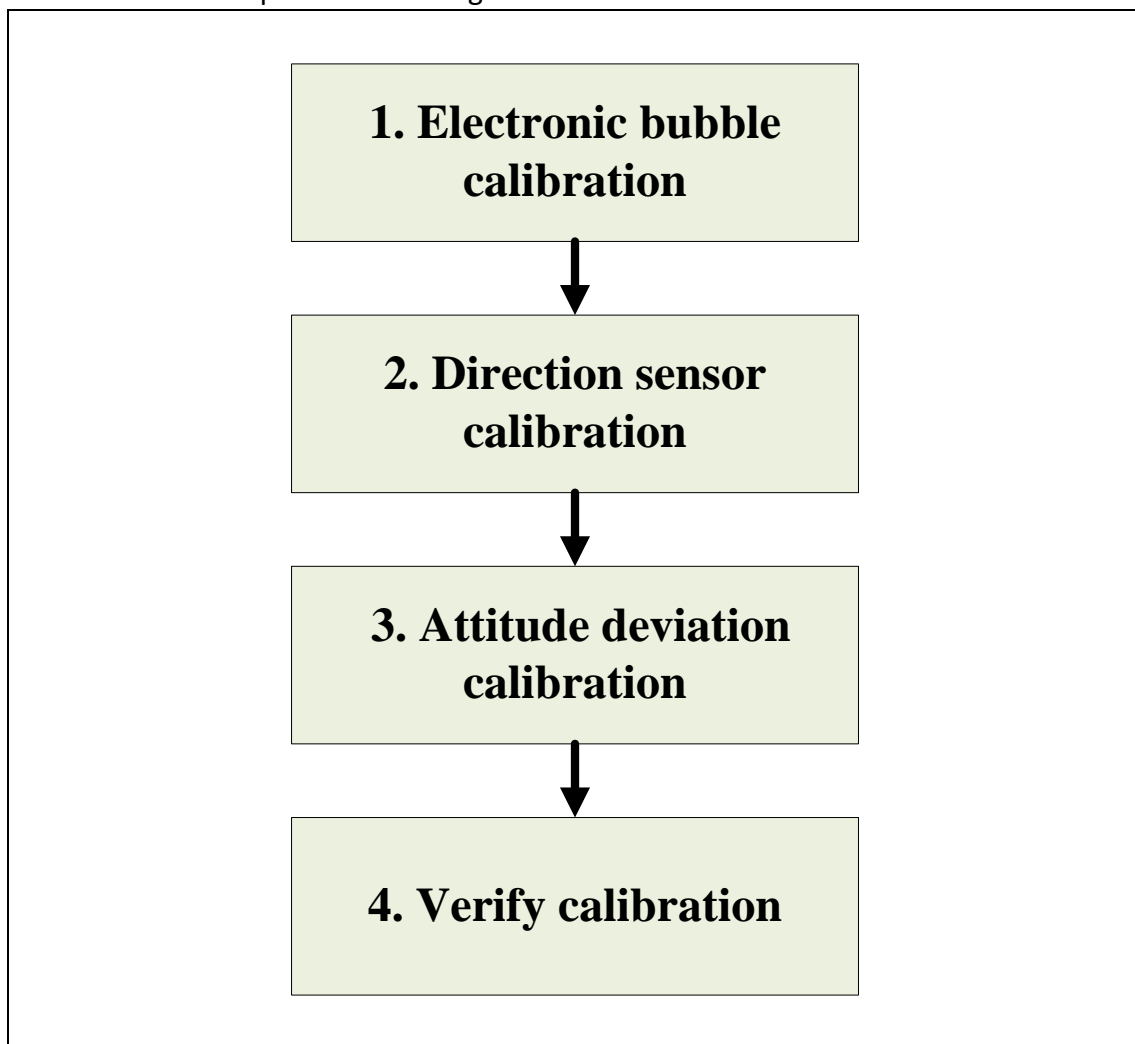 1. Electronic bubble
calibration
2. Direction sensor
calibration
3. Attitude deviation
calibration
4. Verify calibration